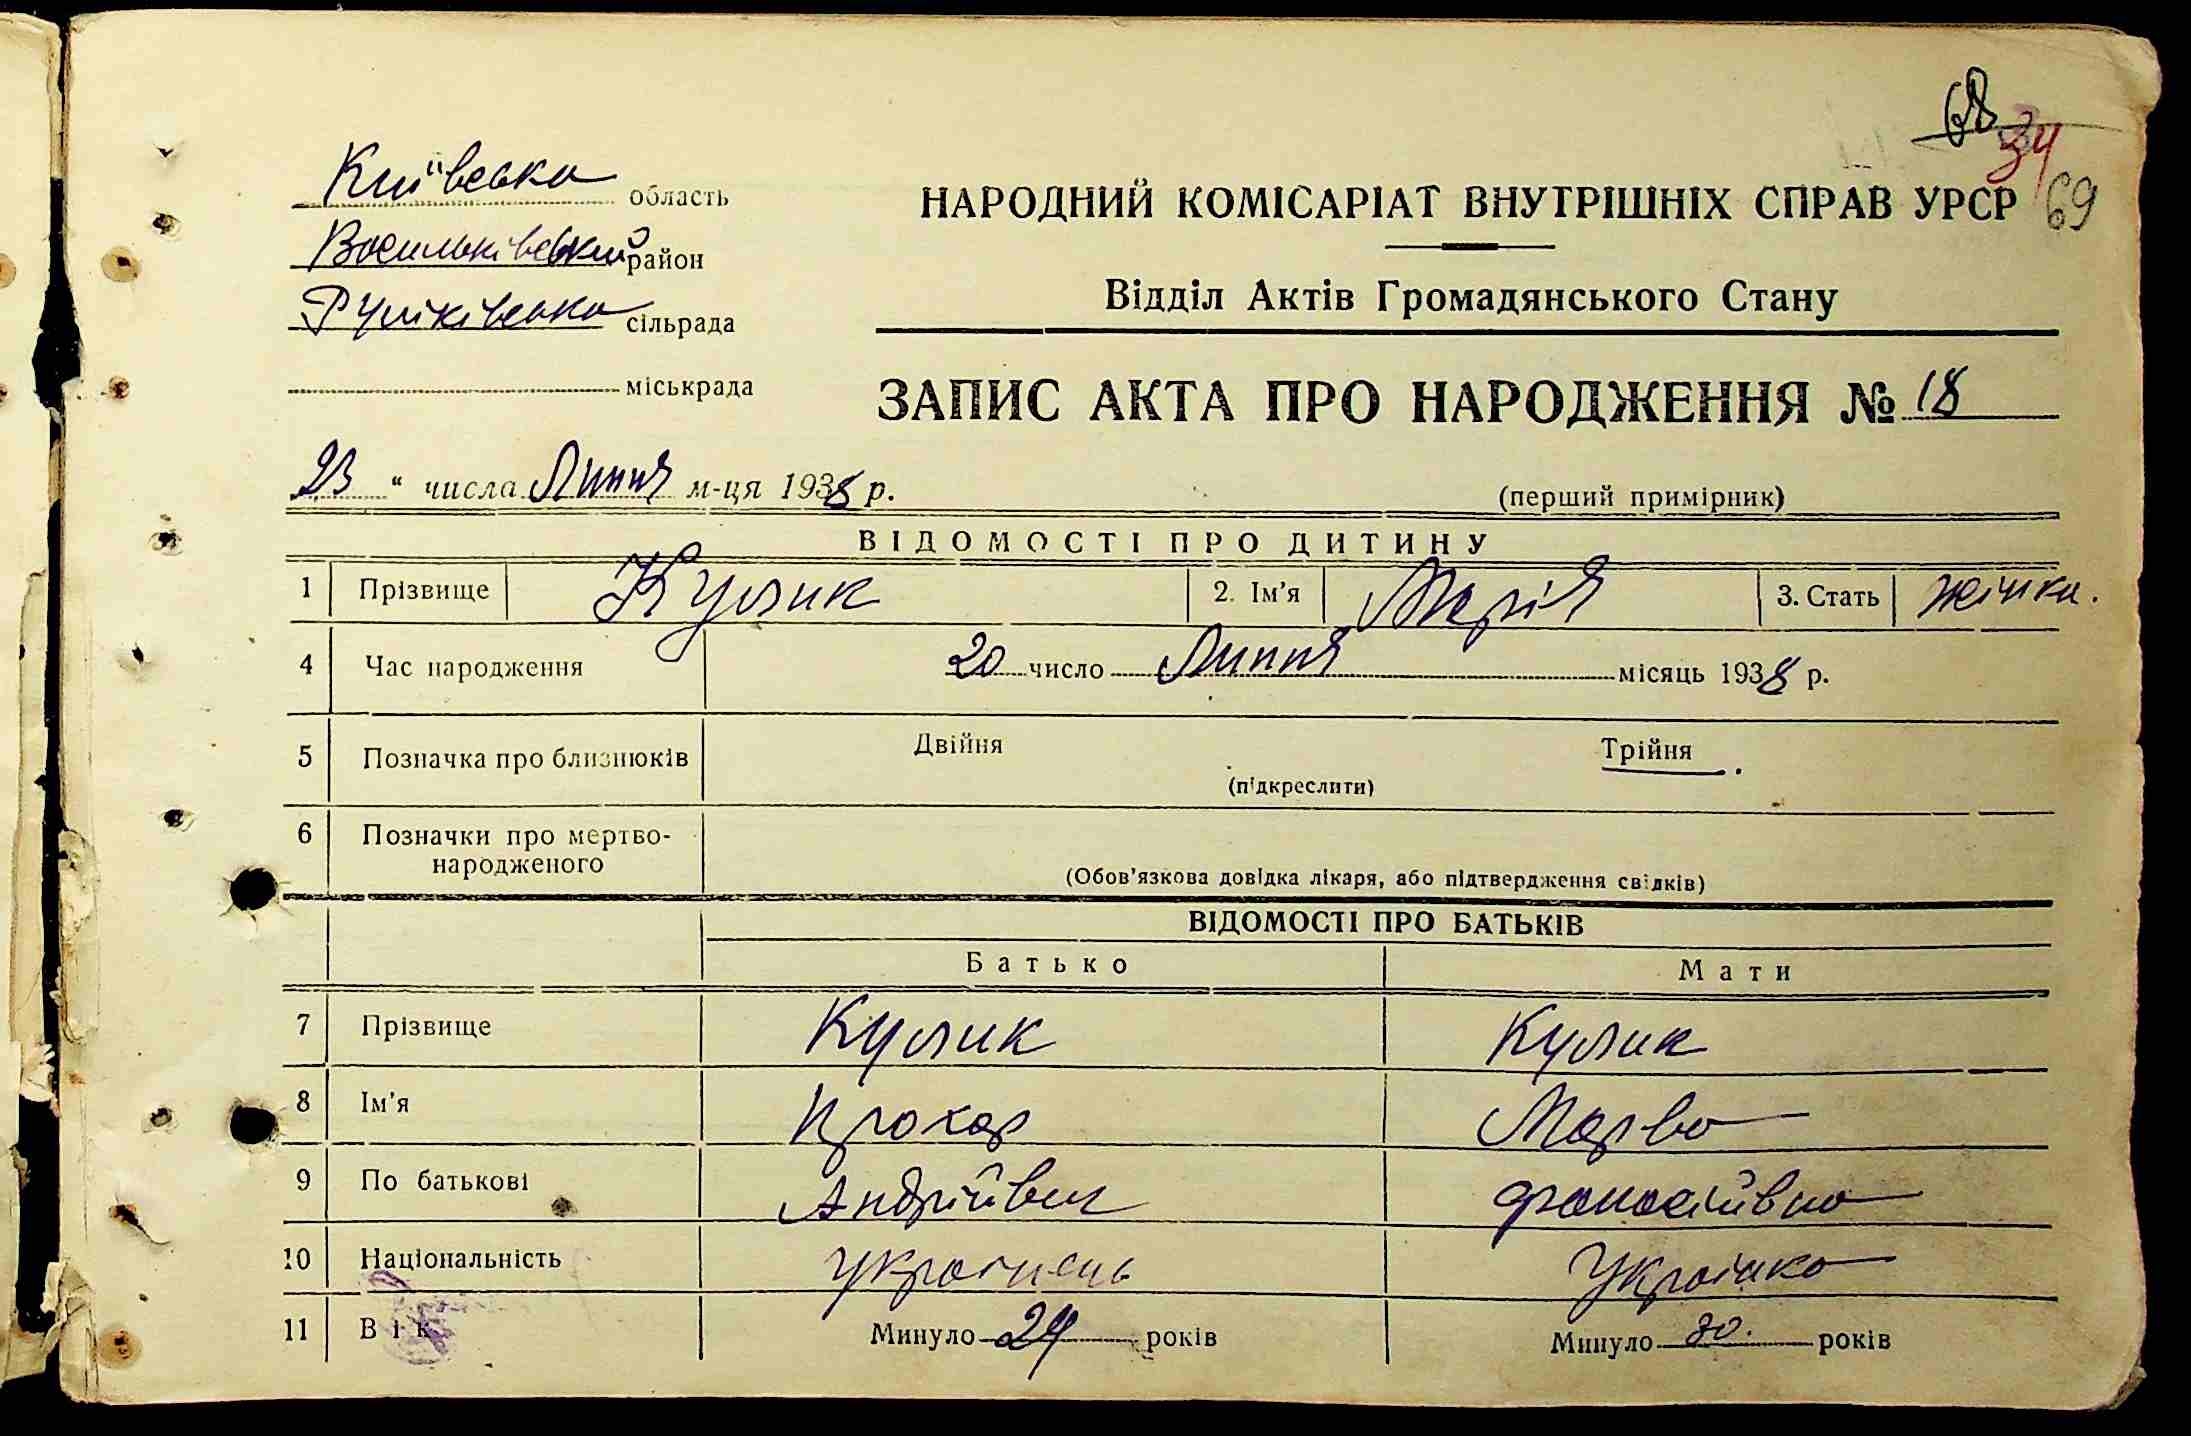 68
34
69
Київська область
Васильківський район
Руликівська сільрада
міськрада
НАРОДНИЙ КОМІСАРІАТ ВНУТРІШНІХ СПРАВ УРСР
Відділ Актів Громадянського Стану
ЗАПИС АКТА ПРО НАРОДЖЕННЯ № 18
23 " числа Липня м-ця 1938 р.
(перший примірник)
ВІДОМОСТІ ПРО ДИТИНУ
1 Прізвище Кулик 2. Ім'я Марія 3. Стать жіноча.
4 Час народження 20 число Липня місяць 1938 р.
5 Позначка про близнюків Двійня Трійня
(підкреслити)
6 Позначки про мертво-
народженого
(Обов'язкова довідка лікаря, або підтвердження свідків)
ВІДОМОСТІ ПРО БАТЬКІВ
Батько Мати
7 Прізвище Кулик Кулик
8 Ім'я Прохор Марва
9 По батькові Андрійвич Фанасіївна
10 Національність Українець Українка
11 Вік Минуло 24 років Минуло 30. років